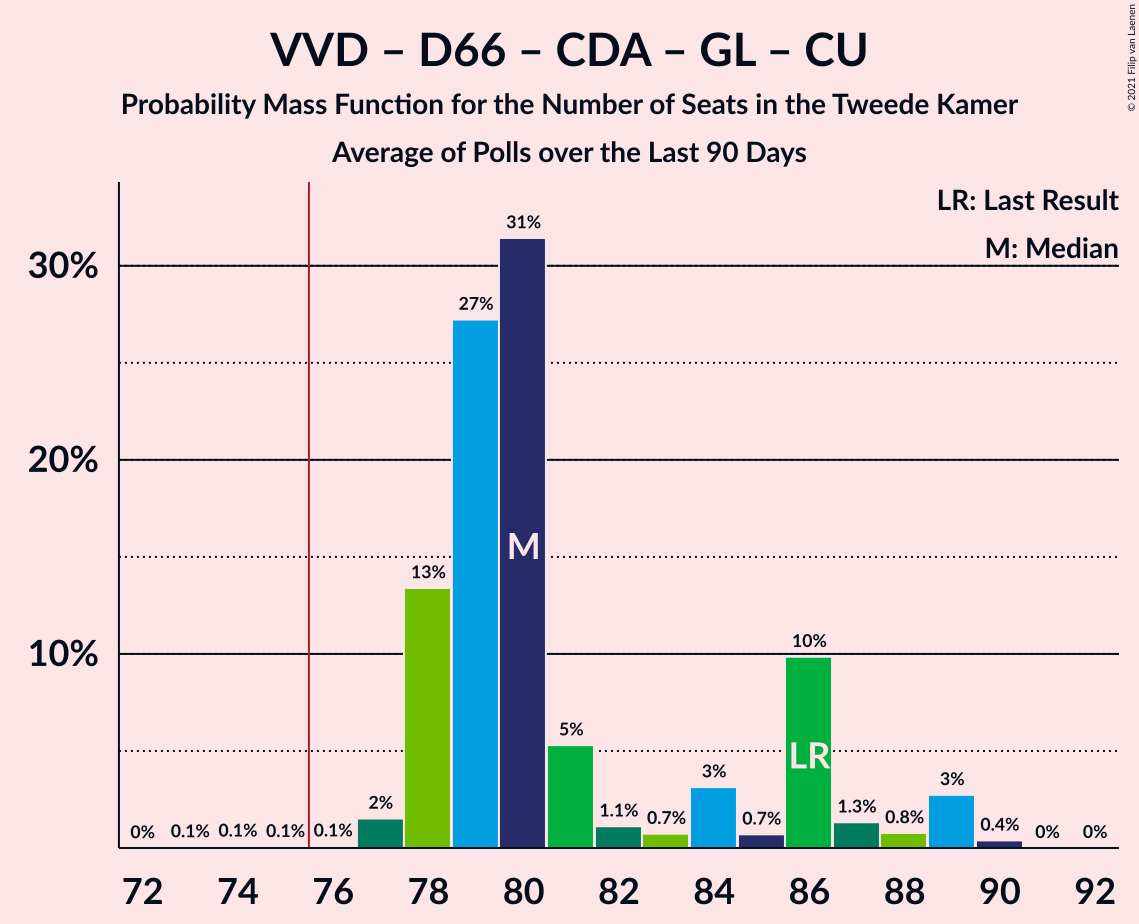 VVD – D66 – CDA – GL – CU
Probability Mass Function for the Number of Seats in the Tweede Kamer
Average of Polls over the Last 90 Days
© 2021 Filip van Laenen
LR: Last Result
M: Median
30%
20%
10%
0%
0.1%
0.1%
0.1%
0.1%
2%
13%
27%
31%
5%
1.1%
0.7%
3%
0.7%
10%
1.3%
0.8%
3%
0.4%
0%
0%
M
LR
72 74 76 78 80 82 84 86 88 90 92